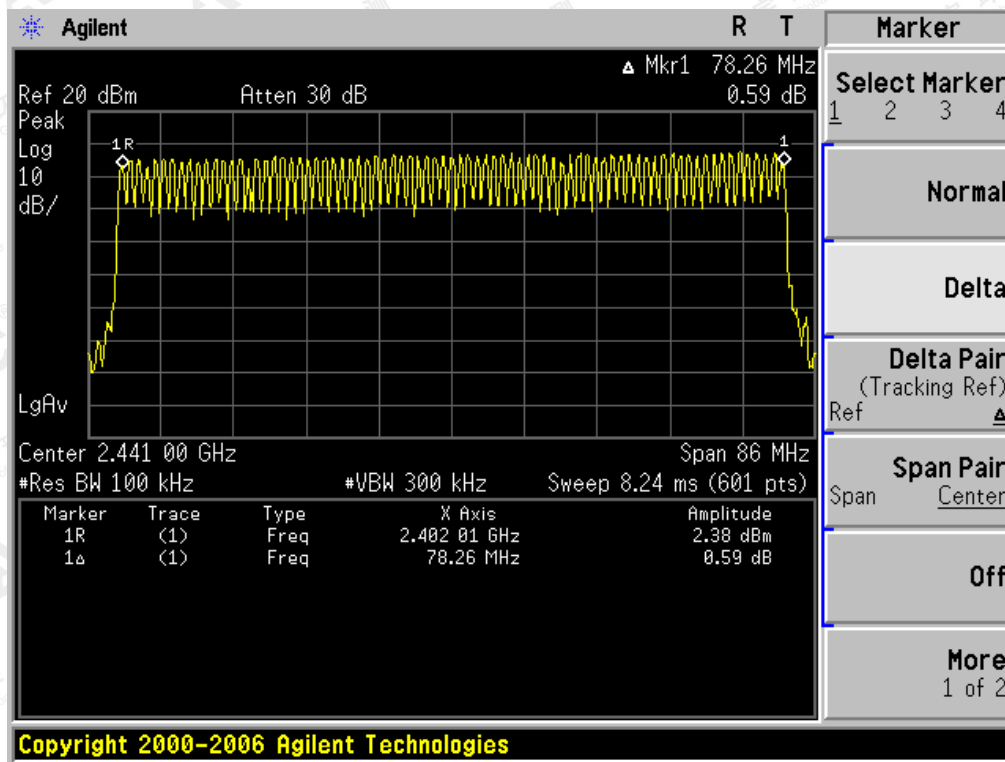 Agilent R T
Δ Mkr1 78.26 MHz
Ref 20 dBm Atten 30 dB 0.59 dB
Peak
Log
10
dB/
1R
1
LgAv
Center 2.441 00 GHz Span 86 MHz
#Res BW 100 kHz #VBW 300 kHz Sweep 8.24 ms (601 pts)
Marker Trace Type X Axis Amplitude
1R (1) Freq 2.402 01 GHz 2.38 dBm
1Δ (1) Freq 78.26 MHz 0.59 dB
Marker
Select Marker
1 2 3 4
Normal
Delta
Delta Pair
(Tracking Ref)
Ref Δ
Span Pair
Span Center
Off
More
1 of 2
Copyright 2000-2006 Agilent Technologies